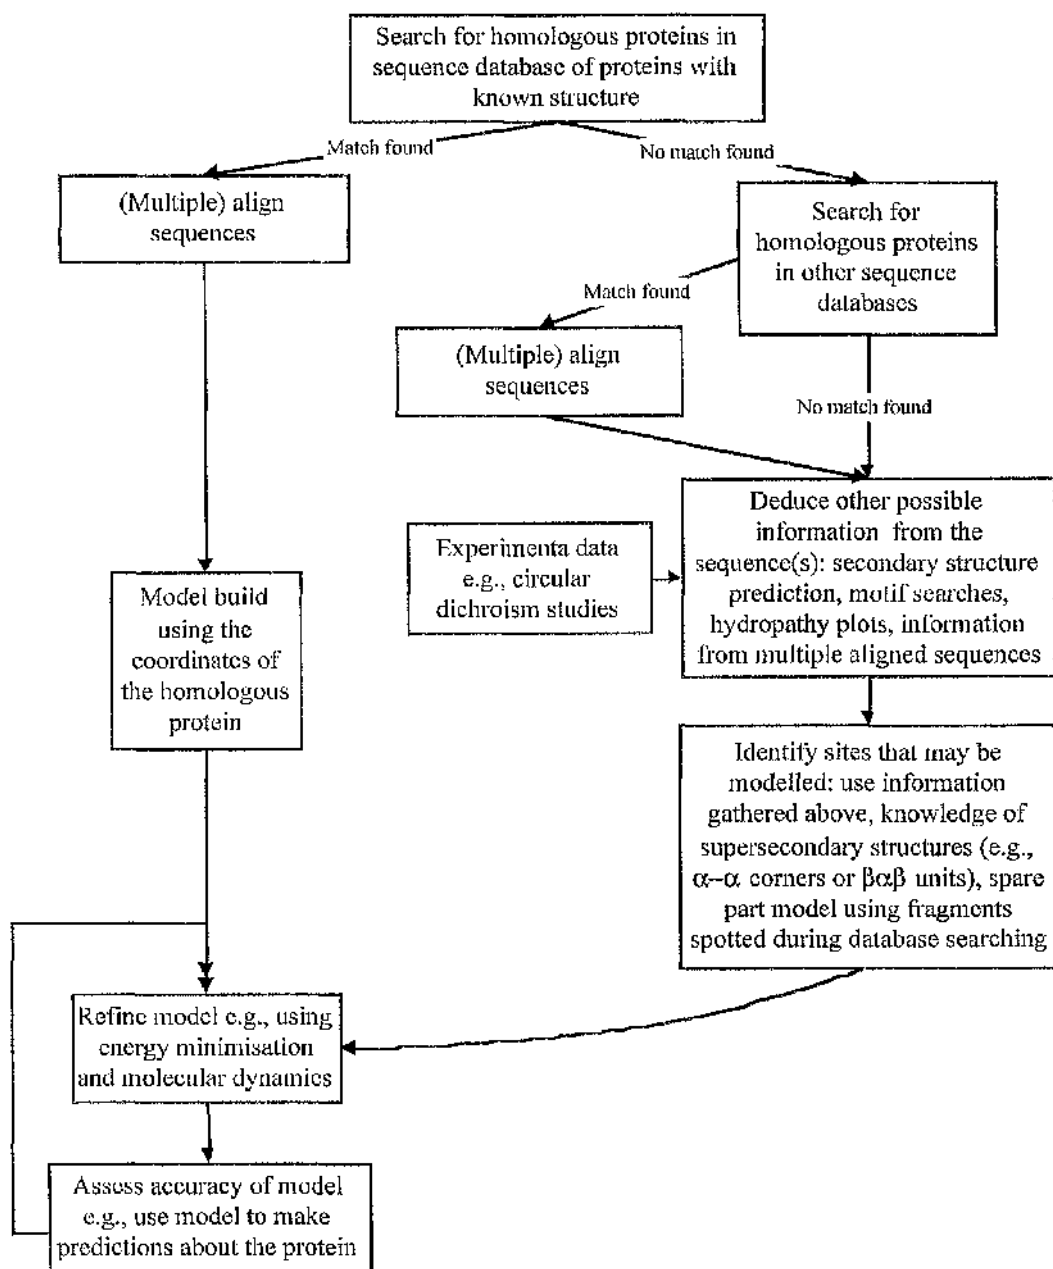 Search for homologous proteins in
sequence database of proteins with
known structure
Match found
No match found
(Multiple) align
sequences
Search for
homologous proteins
in other sequence
databases
Match found
(Multiple) align
sequences
No match found
Deduce other possible
information from the
sequence(s): secondary structure
prediction, motif searches,
hydropathy plots, information
from multiple aligned sequences
Experimenta data
e.g., circular
dichroism studies
Model build
using the
coordinates of
the homologous
protein
Identify sites that may be
modelled: use information
gathered above, knowledge of
supersecondary structures (e.g.,
α–α corners or βαβ units), spare
part model using fragments
spotted during database searching
Refine model e.g., using
energy minimisation
and molecular dynamics
Assess accuracy of model
e.g., use model to make
predictions about the protein